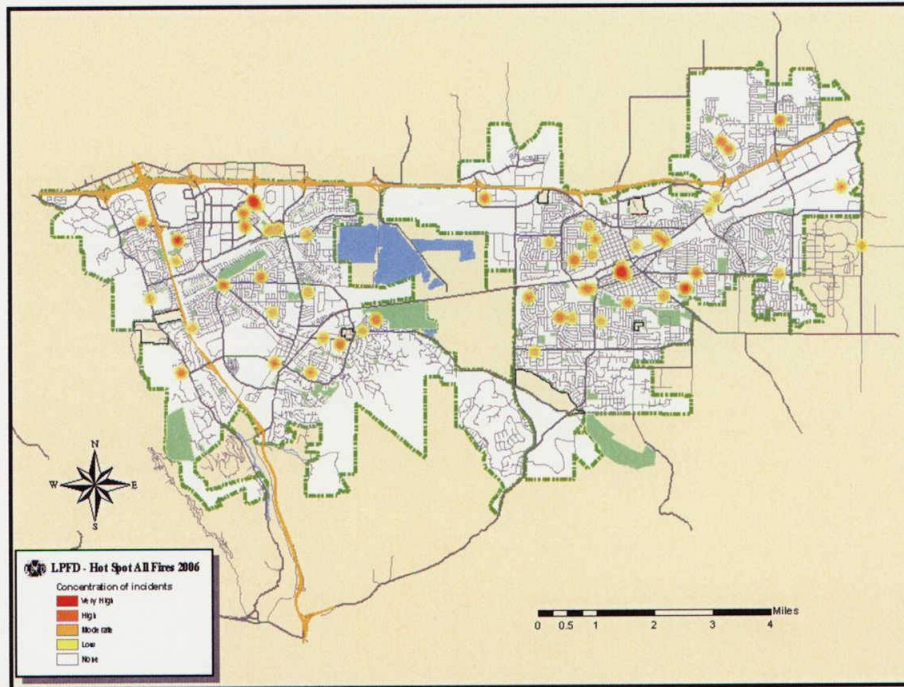 N
W E
S
LPFD - Hot Spot All Fires 2006
Concentration of incidents
Very High
High
Moderate
Low
None
Miles
0 0.5 1 2 3 4